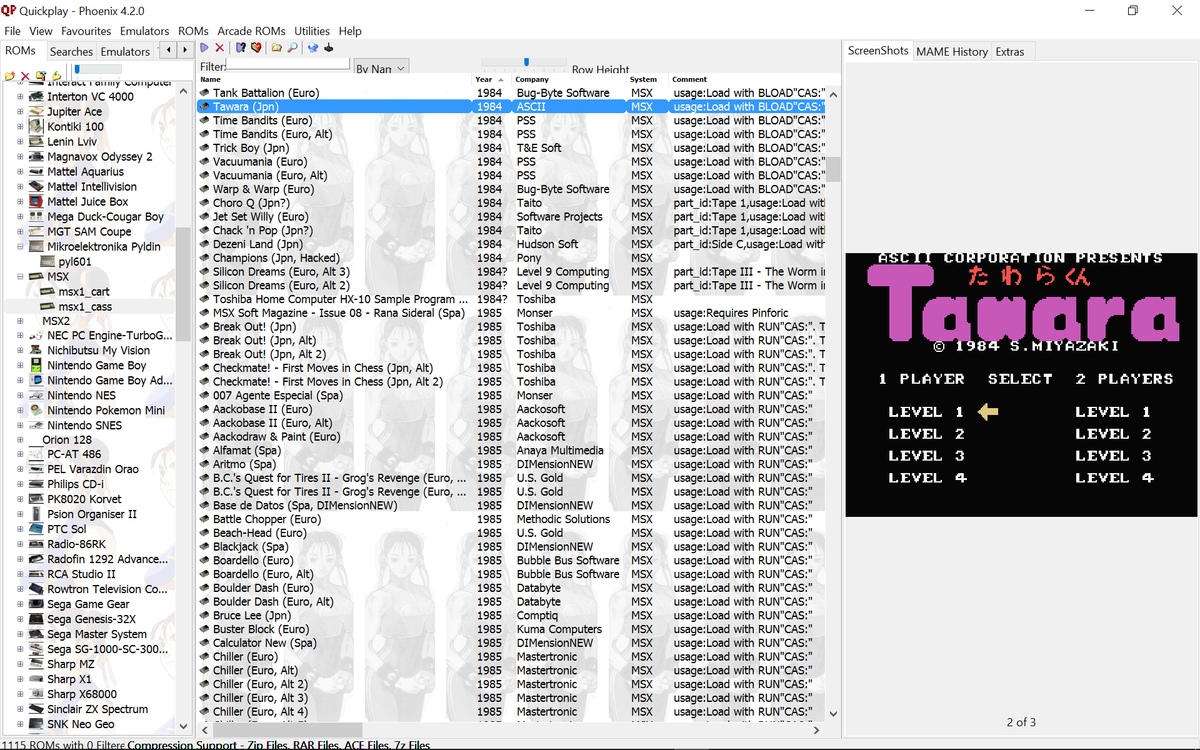 QP Quickplay - Phoenix 4.2.0
File View Favourites Emulators ROMs Arcade ROMs Utilities Help
ROMs Searches Emulators
Filter: By Nam Row Height
ScreenShots MAME History Extras
Interact Family Computer
Interton VC 4000
Jupiter Ace
Kontiki 100
Lenin Lviv
Magnavox Odyssey 2
Mattel Aquarius
Mattel Intellivision
Mattel Juice Box
Mega Duck-Cougar Boy
MGT SAM Coupe
Mikroelektronika Pyldin
pyl601
MSX
msx1_cart
msx1_cass
MSX2
NEC PC Engine-TurboG...
Nichibutsu My Vision
Nintendo Game Boy
Nintendo Game Boy Ad...
Nintendo NES
Nintendo Pokemon Mini
Nintendo SNES
Orion 128
PC-AT 486
PEL Varazdin Orao
Philips CD-i
PK8020 Korvet
Psion Organiser II
PTC Sol
Radio-86RK
Radofin 1292 Advance...
RCA Studio II
Rowtron Television Co...
Sega Game Gear
Sega Genesis-32X
Sega Master System
Sega SG-1000-SC-300...
Sharp MZ
Sharp X1
Sharp X68000
Sinclair ZX Spectrum
SNK Neo Geo
Name Year Company System Comment
Tank Battalion (Euro) 1984 Bug-Byte Software MSX usage:Load with BLOAD"CAS:"
Tawara (Jpn) 1984 ASCII MSX usage:Load with BLOAD"CAS:"
Time Bandits (Euro) 1984 PSS MSX usage:Load with BLOAD"CAS:"
Time Bandits (Euro, Alt) 1984 PSS MSX usage:Load with BLOAD"CAS:"
Trick Boy (Jpn) 1984 T&E Soft MSX usage:Load with BLOAD"CAS:"
Vacuumania (Euro) 1984 PSS MSX usage:Load with BLOAD"CAS:"
Vacuumania (Euro, Alt) 1984 PSS MSX usage:Load with BLOAD"CAS:"
Warp & Warp (Euro) 1984 Bug-Byte Software MSX usage:Load with BLOAD"CAS:"
Choro Q (Jpn?) 1984 Taito MSX part_id:Tape 1,usage:Load with
Jet Set Willy (Euro) 1984 Software Projects MSX part_id:Tape 1,usage:Load with
Chack 'n Pop (Jpn?) 1984 Taito MSX part_id:Tape 1,usage:Load with
Dezeni Land (Jpn) 1984 Hudson Soft MSX part_id:Side C,usage:Load with
Champions (Jpn, Hacked) 1984 Pony MSX
Silicon Dreams (Euro, Alt 3) 1984? Level 9 Computing MSX part_id:Tape III - The Worm in
Silicon Dreams (Euro, Alt 2) 1984? Level 9 Computing MSX part_id:Tape III - The Worm in
Toshiba Home Computer HX-10 Sample Program ... 1984? Toshiba MSX
MSX Soft Magazine - Issue 08 - Rana Sideral (Spa) 1985 Monser MSX usage:Requires Pinforic
Break Out! (Jpn) 1985 Toshiba MSX usage:Load with RUN"CAS:". T
Break Out! (Jpn, Alt) 1985 Toshiba MSX usage:Load with RUN"CAS:". T
Break Out! (Jpn, Alt 2) 1985 Toshiba MSX usage:Load with RUN"CAS:". T
Checkmate! - First Moves in Chess (Jpn, Alt) 1985 Toshiba MSX usage:Load with RUN"CAS:". T
Checkmate! - First Moves in Chess (Jpn, Alt 2) 1985 Toshiba MSX usage:Load with RUN"CAS:". T
007 Agente Especial (Spa) 1985 Monser MSX usage:Load with RUN"CAS:"
Aackobase II (Euro) 1985 Aackosoft MSX usage:Load with RUN"CAS:"
Aackobase II (Euro, Alt) 1985 Aackosoft MSX usage:Load with RUN"CAS:"
Aackodraw & Paint (Euro) 1985 Aackosoft MSX usage:Load with RUN"CAS:"
Alfamat (Spa) 1985 Anaya Multimedia MSX usage:Load with RUN"CAS:"
Aritmo (Spa) 1985 DIMensionNEW MSX usage:Load with RUN"CAS:"
B.C.'s Quest for Tires II - Grog's Revenge (Euro, ... 1985 U.S. Gold MSX usage:Load with RUN"CAS:"
B.C.'s Quest for Tires II - Grog's Revenge (Euro, ... 1985 U.S. Gold MSX usage:Load with RUN"CAS:"
Base de Datos (Spa, DIMensionNEW) 1985 DIMensionNEW MSX usage:Load with RUN"CAS:"
Battle Chopper (Euro) 1985 Methodic Solutions MSX usage:Load with RUN"CAS:"
Beach-Head (Euro) 1985 U.S. Gold MSX usage:Load with RUN"CAS:"
Blackjack (Spa) 1985 DIMensionNEW MSX usage:Load with RUN"CAS:"
Boardello (Euro) 1985 Bubble Bus Software MSX usage:Load with RUN"CAS:"
Boardello (Euro, Alt) 1985 Bubble Bus Software MSX usage:Load with RUN"CAS:"
Boulder Dash (Euro) 1985 Databyte MSX usage:Load with RUN"CAS:"
Boulder Dash (Euro, Alt) 1985 Databyte MSX usage:Load with RUN"CAS:"
Bruce Lee (Jpn) 1985 Comptiq MSX usage:Load with RUN"CAS:"
Buster Block (Euro) 1985 Kuma Computers MSX usage:Load with RUN"CAS:"
Calculator New (Spa) 1985 DIMensionNEW MSX usage:Load with RUN"CAS:"
Chiller (Euro) 1985 Mastertronic MSX usage:Load with RUN"CAS:"
Chiller (Euro, Alt) 1985 Mastertronic MSX usage:Load with RUN"CAS:"
Chiller (Euro, Alt 2) 1985 Mastertronic MSX usage:Load with RUN"CAS:"
Chiller (Euro, Alt 3) 1985 Mastertronic MSX usage:Load with RUN"CAS:"
Chiller (Euro, Alt 4) 1985 Mastertronic MSX usage:Load with RUN"CAS:"
ASCII CORPORATION PRESENTS
たわらくん
Tawara
© 1984 S.MIYAZAKI
1 PLAYER SELECT 2 PLAYERS
LEVEL 1 LEVEL 1
LEVEL 2 LEVEL 2
LEVEL 3 LEVEL 3
LEVEL 4 LEVEL 4
2 of 3
1115 ROMs with 0 Filtere Compression Support - Zip Files, RAR Files, ACE Files, 7z Files